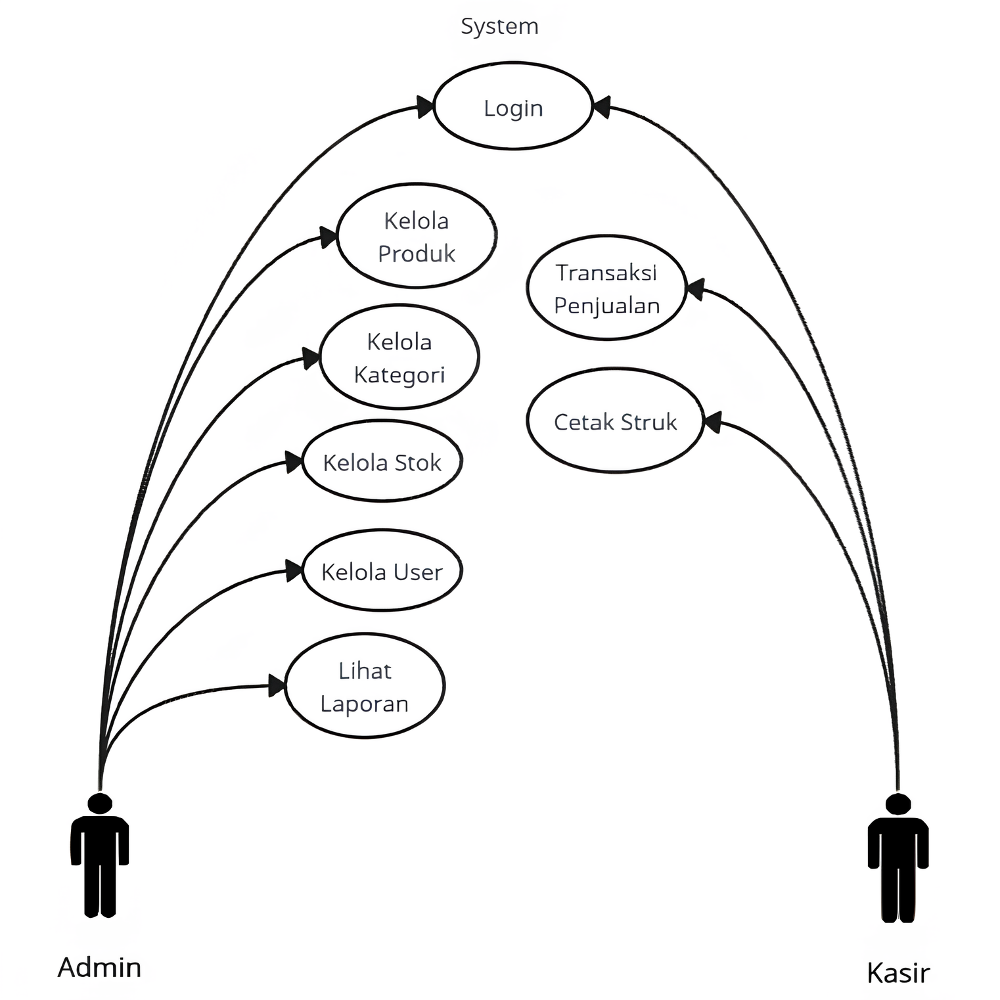 System
Login
Kelola
Produk
Transaksi
Penjualan
Kelola
Kategori
Cetak Struk
Kelola Stok
Kelola User
Lihat
Laporan
Admin
Kasir